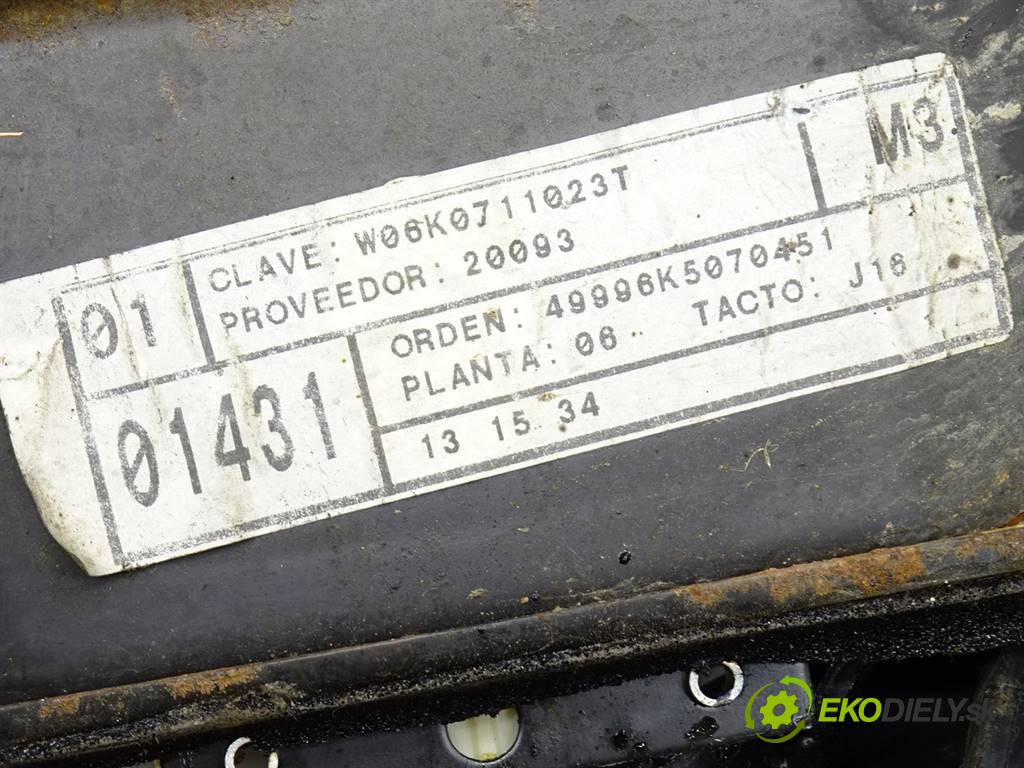 01
CLAVE: W06K0711023T
PROVEEDOR: 20093
M3
01431
ORDEN: 49996K5070451
PLANTA: 06 TACTO: J16
13 15 34
EKODIELY.sk